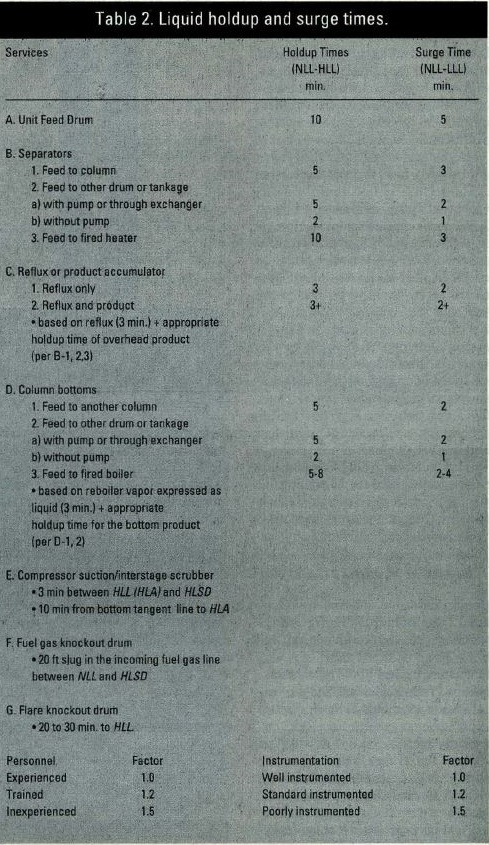 Table 2. Liquid holdup and surge times.
Services Holdup Times Surge Time
(NLL-HLL) (NLL-LLL)
min. min.
A. Unit Feed Drum 10 5
B. Separators
1. Feed to column 5 3
2. Feed to other drum or tankage
a) with pump or through exchanger 5 2
b) without pump 2 1
3. Feed to fired heater 10 3
C. Reflux or product accumulator
1. Reflux only 3 2
2. Reflux and product 3+ 2+
• based on reflux (3 min.) + appropriate
holdup time of overhead product
(per B-1, 2,3)
D. Column bottoms
1. Feed to another column 5 2
2. Feed to other drum or tankage
a) with pump or through exchanger 5 2
b) without pump 2 1
3. Feed to fired boiler 5-8 2-4
• based on reboiler vapor expressed as
liquid (3 min.) + appropriate
holdup time for the bottom product
(per D-1, 2)
E. Compressor suction/interstage scrubber
• 3 min between HLL (HLA) and HLSD
• 10 min from bottom tangent line to HLA
F. Fuel gas knockout drum
• 20 ft slug in the incoming fuel gas line
between NLL and HLSD
G. Flare knockout drum
• 20 to 30 min. to HLL
Personnel Factor Instrumentation Factor
Experienced 1.0 Well instrumented 1.0
Trained 1.2 Standard instrumented 1.2
Inexperienced 1.5 Poorly instrumented 1.5